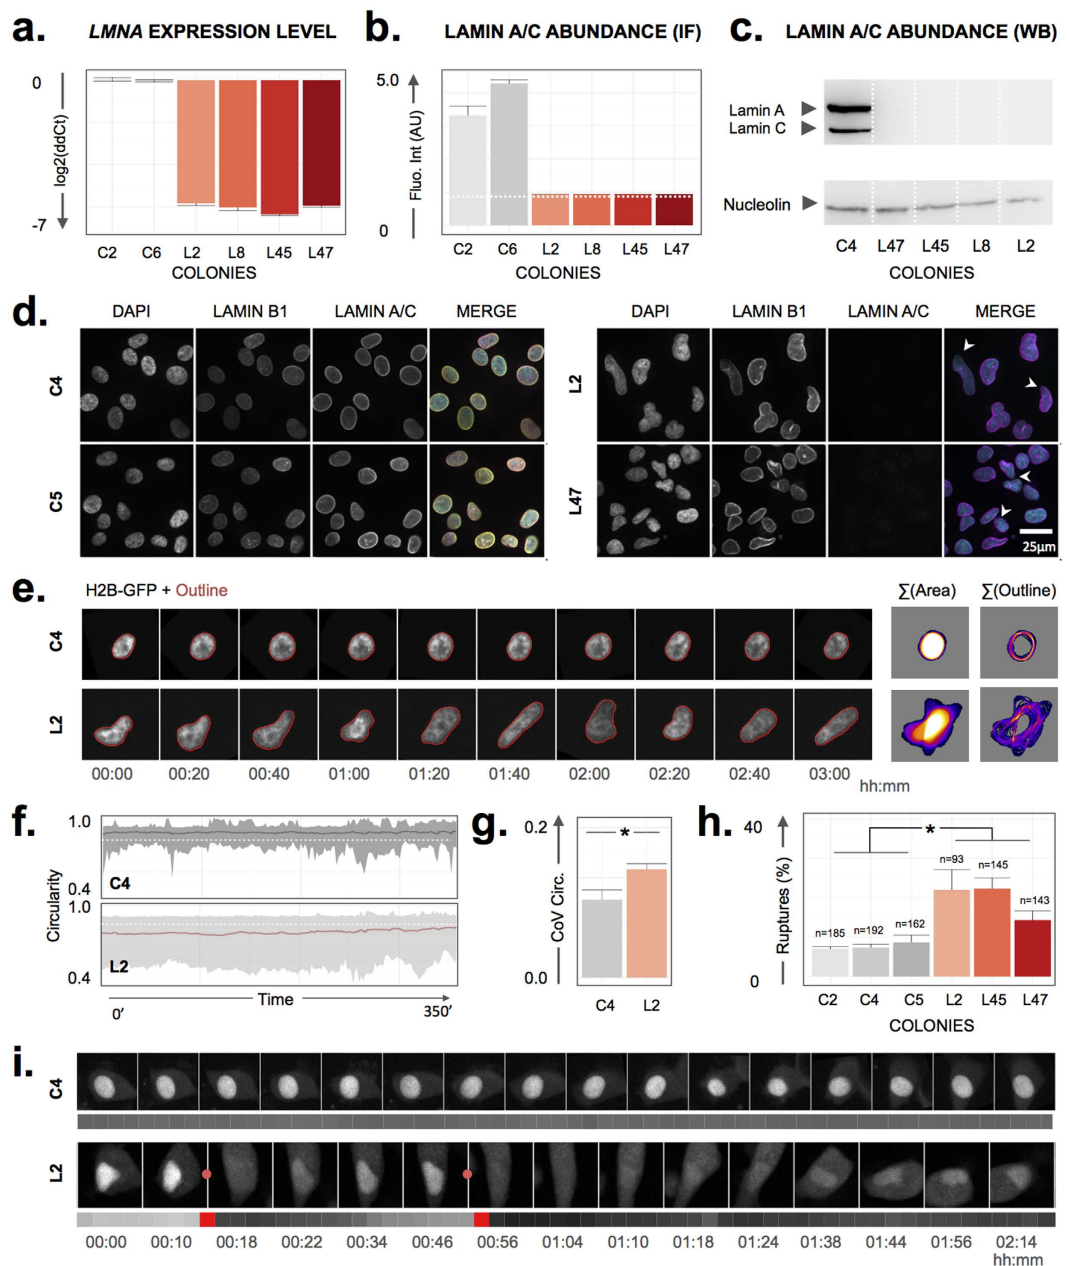 a. LMNA EXPRESSION LEVEL
0
log2(ddCt)
-7
C2 C6 L2 L8 L45 L47
COLONIES
b. LAMIN A/C ABUNDANCE (IF)
5.0
Fluo. Int (AU)
0
C2 C6 L2 L8 L45 L47
COLONIES
c. LAMIN A/C ABUNDANCE (WB)
Lamin A
Lamin C
Nucleolin
C4 L47 L45 L8 L2
COLONIES
d. DAPI LAMIN B1 LAMIN A/C MERGE
C4
C5
DAPI LAMIN B1 LAMIN A/C MERGE
L2
L47
25µm
e. H2B-GFP + Outline
∑(Area) ∑(Outline)
C4
L2
00:00 00:20 00:40 01:00 01:20 01:40 02:00 02:20 02:40 03:00
hh:mm
f.
Circularity
1.0
0.4
C4
1.0
0.4
L2
Time
0' 350'
g.
0.2
CoV Circ.
0.0
*
C4 L2
h.
40
Ruptures (%)
0
*
n=93
n=145
n=185 n=192 n=162
n=143
C2 C4 C5 L2 L45 L47
COLONIES
i.
C4
L2
00:00 00:10 00:18 00:22 00:34 00:46 00:56 01:04 01:10 01:18 01:24 01:38 01:44 01:56 02:14
hh:mm